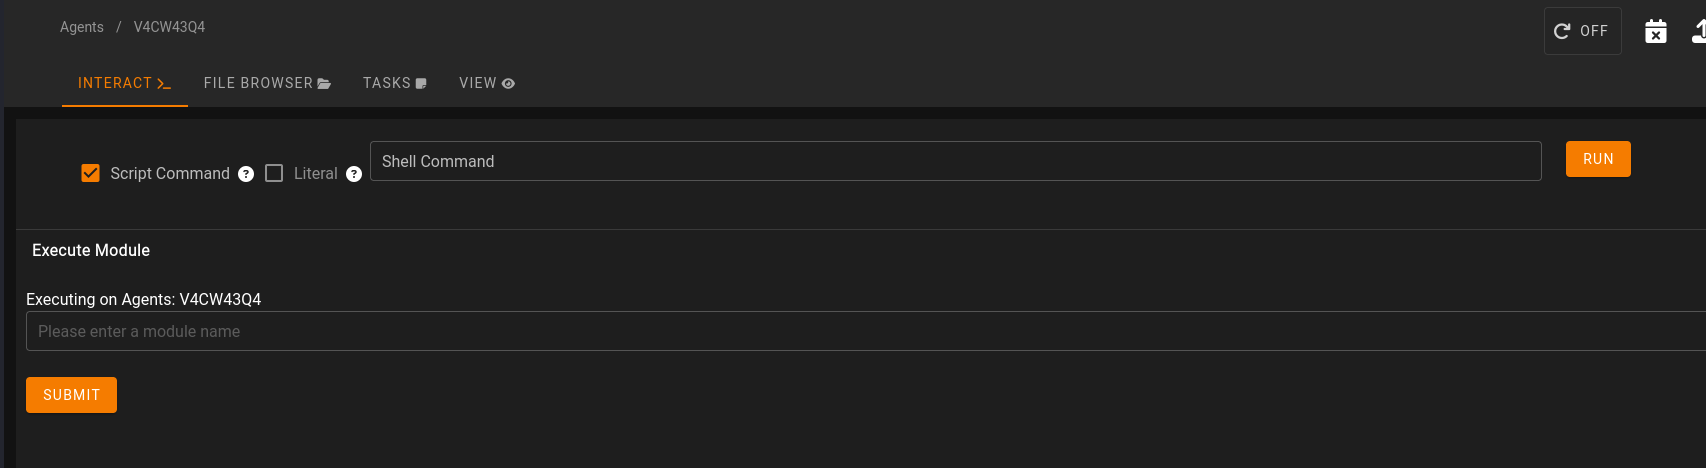 Agents / V4CW43Q4
OFF
INTERACT FILE BROWSER TASKS VIEW
Script Command ? Literal ? Shell Command RUN
Execute Module
Executing on Agents: V4CW43Q4
Please enter a module name
SUBMIT